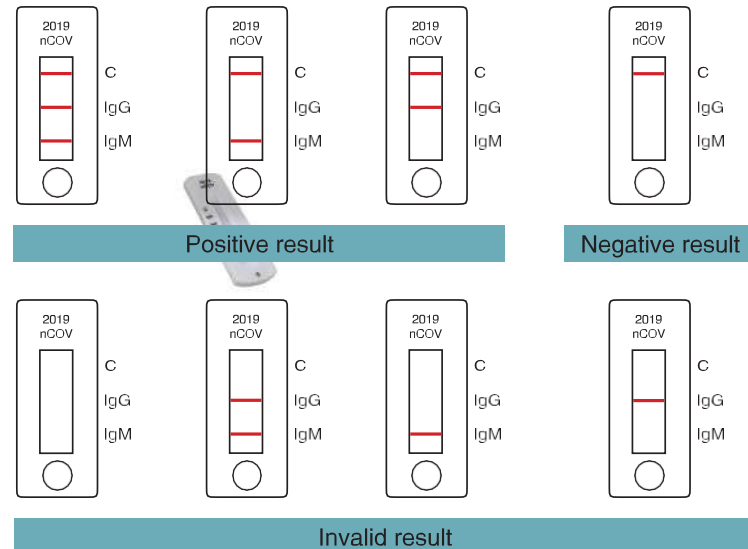 2019
nCOV
C
IgG
IgM
2019
nCOV
C
IgG
IgM
2019
nCOV
C
IgG
IgM
2019
nCOV
C
IgG
IgM
Positive result
Negative result
2019
nCOV
C
IgG
IgM
2019
nCOV
C
IgG
IgM
2019
nCOV
C
IgG
IgM
2019
nCOV
C
IgG
IgM
Invalid result